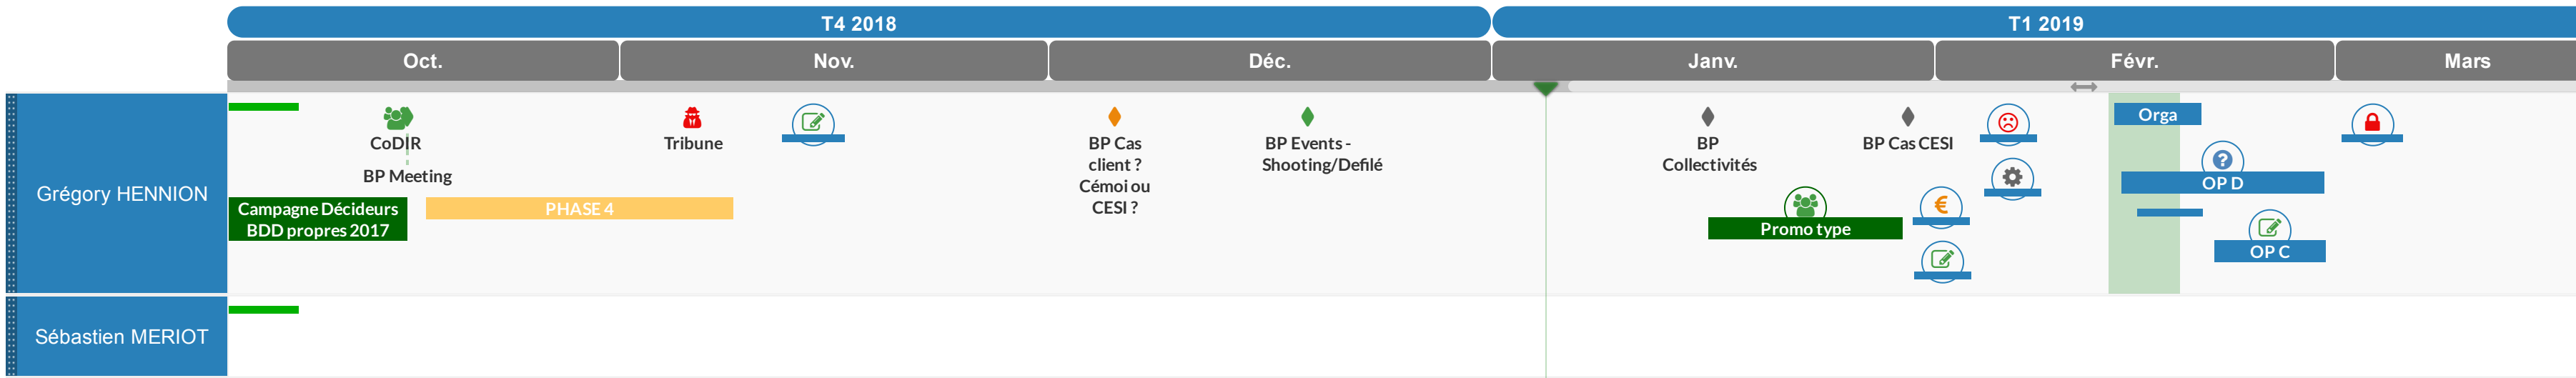 T4 2018
T1 2019
Oct.
Nov.
Déc.
Janv.
Févr.
Mars
Grégory HENNION
CoDIR
BP Meeting
Tribune
BP Cas
client ?
Cémoi ou
CESI ?
BP Events -
Shooting/Defilé
BP
Collectivités
BP Cas CESI
Orga
OP D
OP C
Campagne Décideurs
BDD propres 2017
PHASE 4
Promo type
Sébastien MERIOT